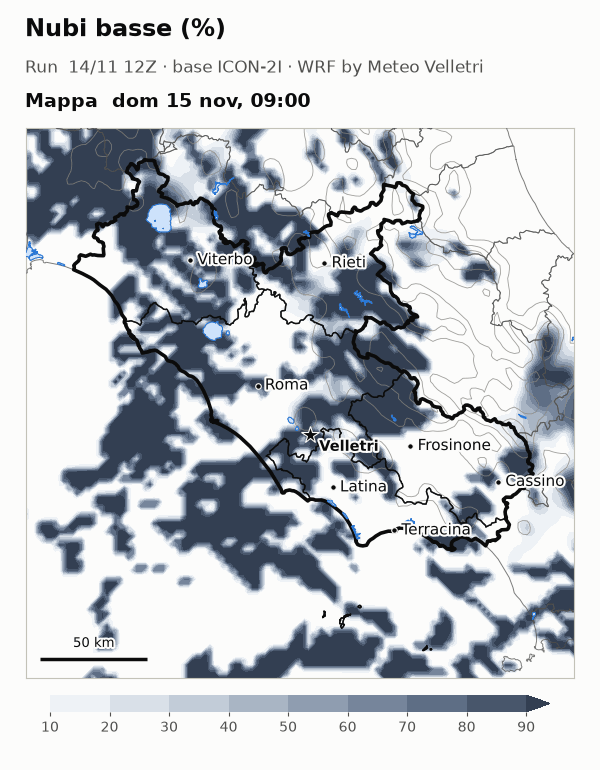 Nubi basse (%)
Run  14/11 12Z · base ICON-2I · WRF by Meteo Velletri
Mappa  dom 15 nov, 09:00
Viterbo
Rieti
Roma
Velletri
Frosinone
Latina
Cassino
Terracina
50 km
10 20 30 40 50 60 70 80 90